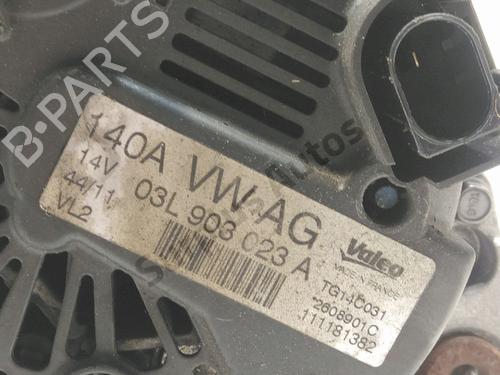 B-PARTS
140A VW AG
14V
44/11 03L 903 023 A
VL2
Valeo
MADE IN FRANCE
TG14C031
2608901C
111181382